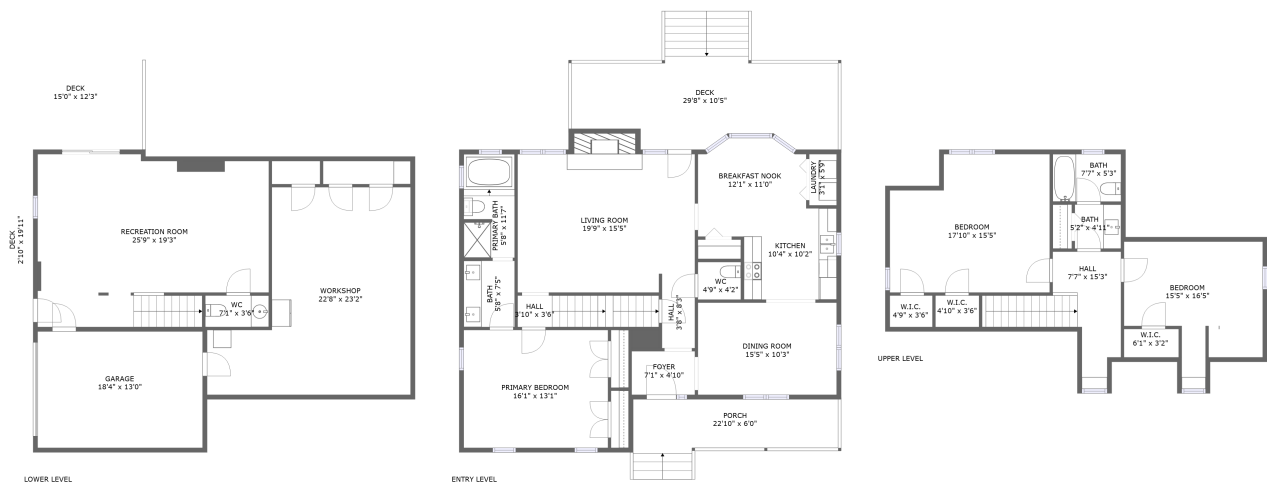 DECK
15'0" x 12'3"
DECK
2'10" x 19'11"
RECREATION ROOM
25'9" x 19'3"
WORKSHOP
22'8" x 23'2"
WC
7'1" x 3'6"
GARAGE
18'4" x 13'0"
LOWER LEVEL
DECK
29'8" x 10'5"
BREAKFAST NOOK
12'1" x 11'0"
LAUNDRY
3'1" x 5'9"
PRIMARY BATH
5'8" x 11'7"
LIVING ROOM
19'9" x 15'5"
KITCHEN
10'4" x 10'2"
WC
4'9" x 4'2"
BATH
5'8" x 7'5"
HALL
3'10" x 3'6"
HALL
3'8" x 8'3"
DINING ROOM
15'5" x 10'3"
FOYER
7'1" x 4'10"
PRIMARY BEDROOM
16'1" x 13'1"
PORCH
22'10" x 6'0"
ENTRY LEVEL
BATH
7'7" x 5'3"
BATH
5'2" x 4'11"
BEDROOM
17'10" x 15'5"
HALL
7'7" x 15'3"
BEDROOM
15'5" x 16'5"
W.I.C.
4'9" x 3'6"
W.I.C.
4'10" x 3'6"
W.I.C.
6'1" x 3'2"
UPPER LEVEL